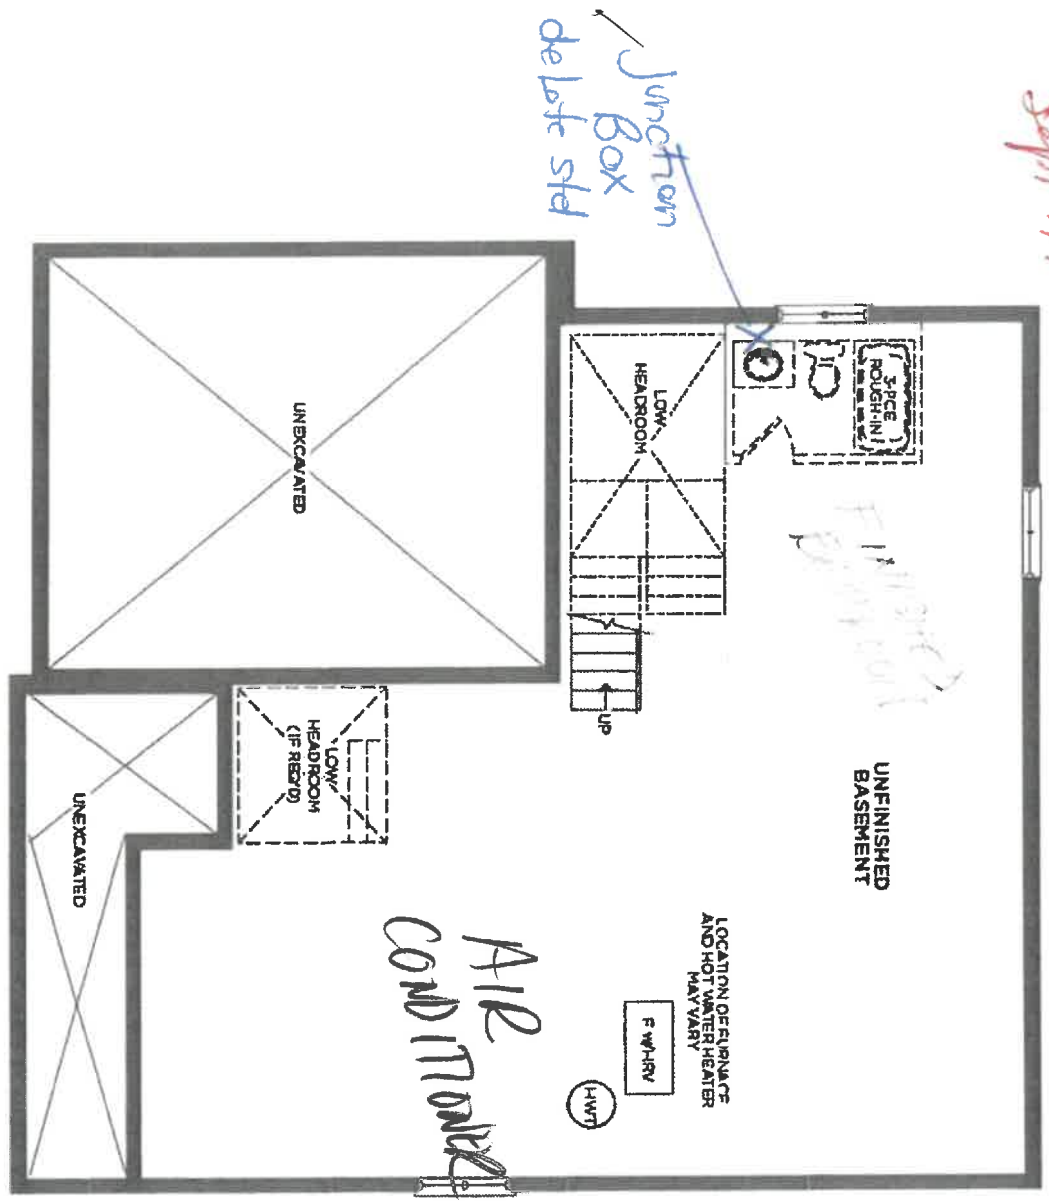 Junction
Box
delete std
3-PCE
ROUGH-IN
LOW
HEADROOM
UNEXCAVATED
UP
LOW
HEADROOM
(IF REQ'D)
UNEXCAVATED
UNFINISHED
BASEMENT
LOCATION OF FURNACE
AND HOT WATER HEATER
MAY VARY
F W/HRV
HWT
AIR
CONDITIONER